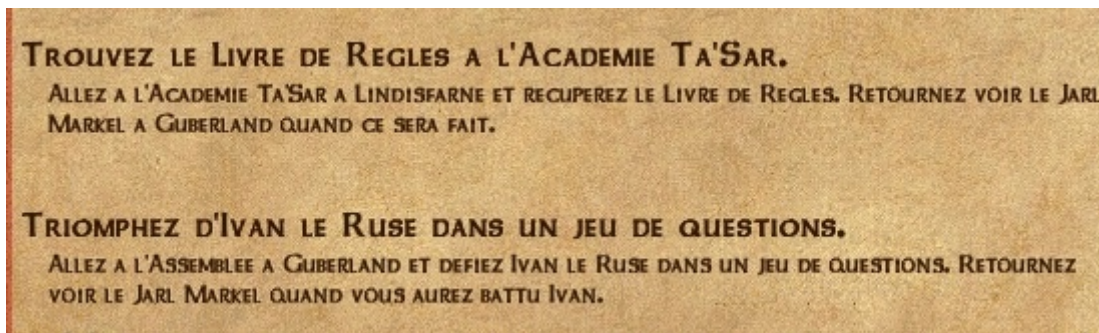 Trouvez le Livre de Regles a l'Academie Ta'Sar.
Allez a l'Academie Ta'Sar a Lindisfarne et recuperez le Livre de Regles. Retournez voir le Jarl
Markel a Guberland quand ce sera fait.
Triomphez d'Ivan le Ruse dans un jeu de questions.
Allez a l'Assemblee a Guberland et defiez Ivan le Ruse dans un jeu de questions. Retournez
voir le Jarl Markel quand vous aurez battu Ivan.